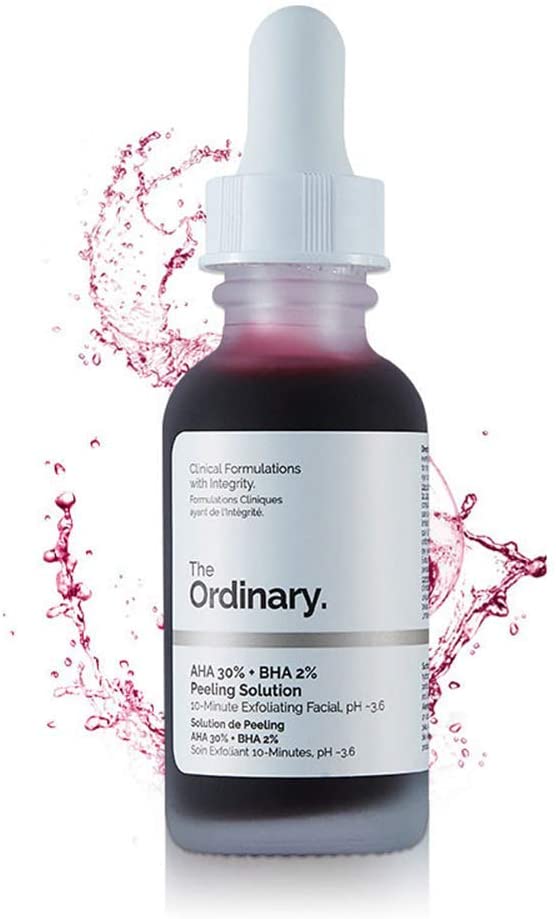 Clinical Formulations
with Integrity.
Formulations Cliniques
ayant de l'Intégrité.
The
Ordinary.
AHA 30% + BHA 2%
Peeling Solution
10-Minute Exfoliating Facial, pH ~3.6
Solution de Peeling
AHA 30% + BHA 2%
Soin Exfoliant 10-Minutes, pH ~3.6